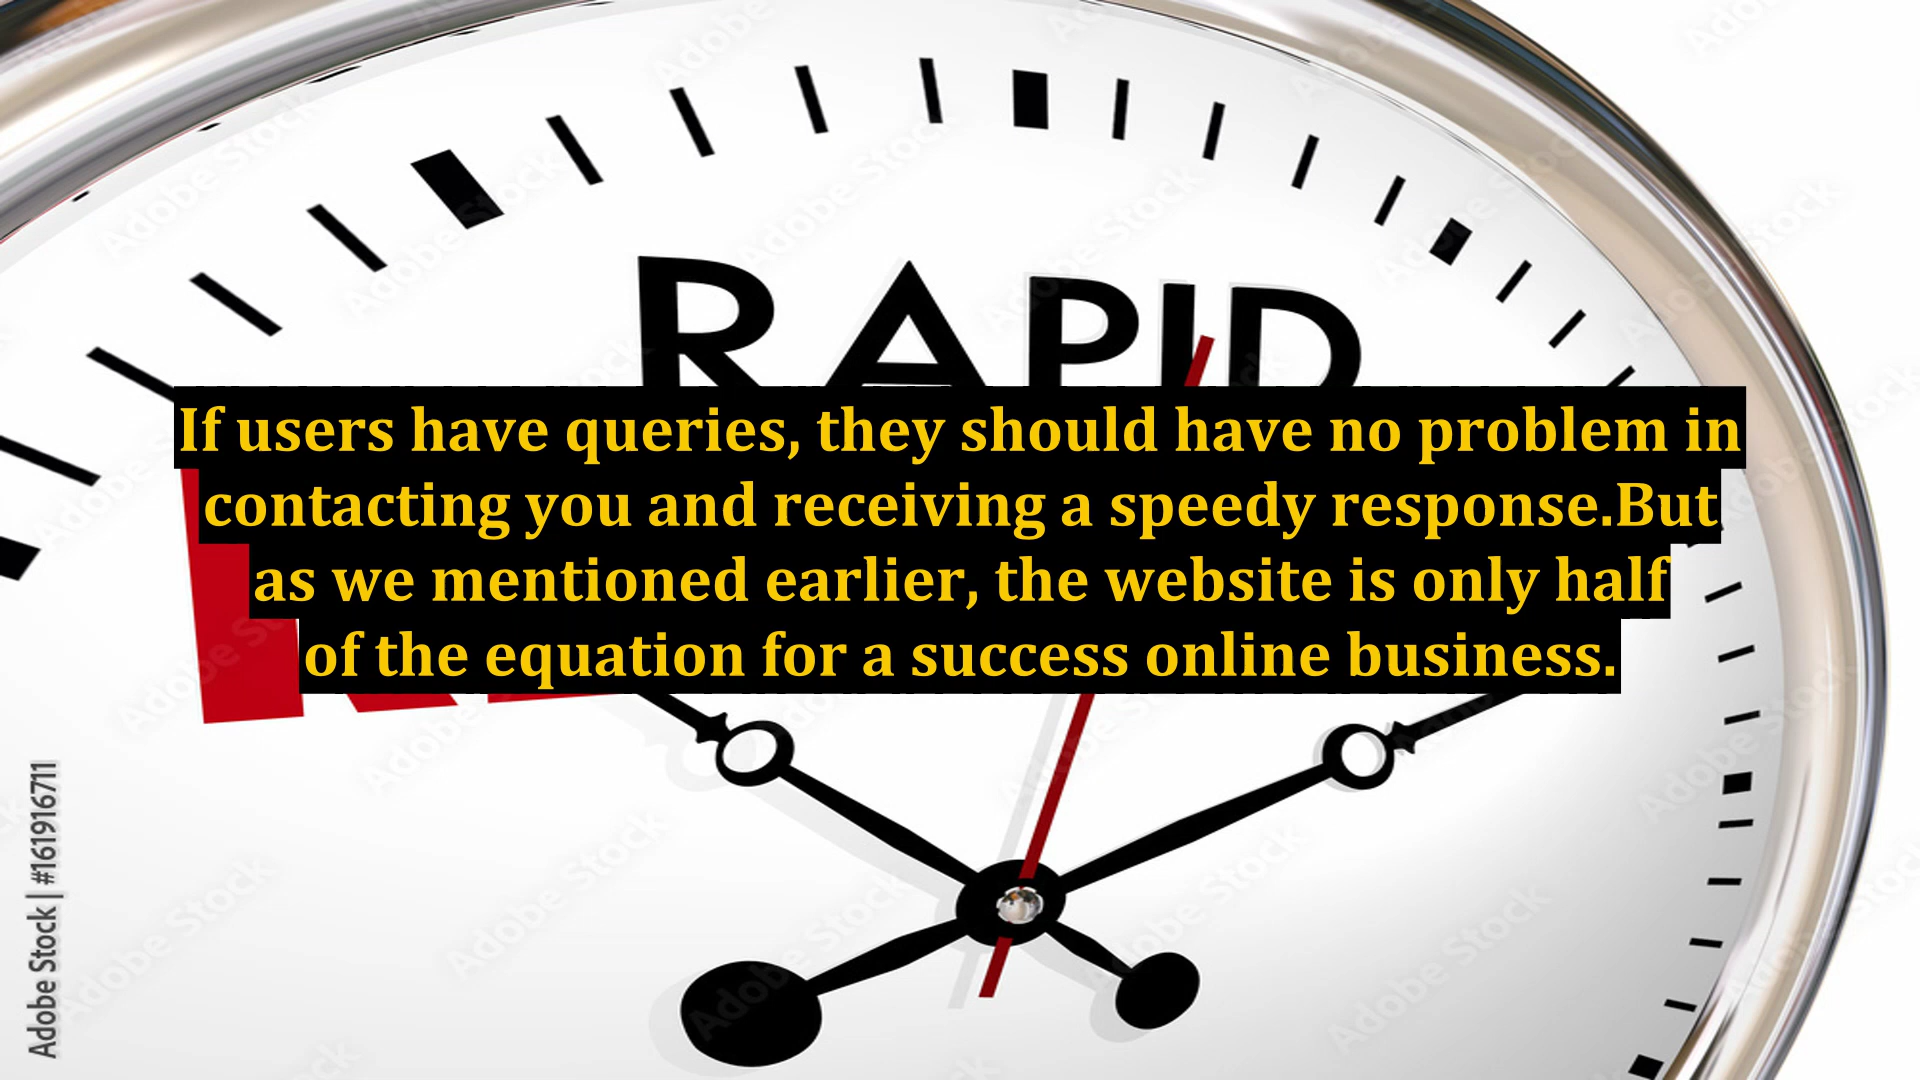 RAPID
If users have queries, they should have no problem in
contacting you and receiving a speedy response.But
as we mentioned earlier, the website is only half
of the equation for a success online business.
Adobe Stock | #161916711